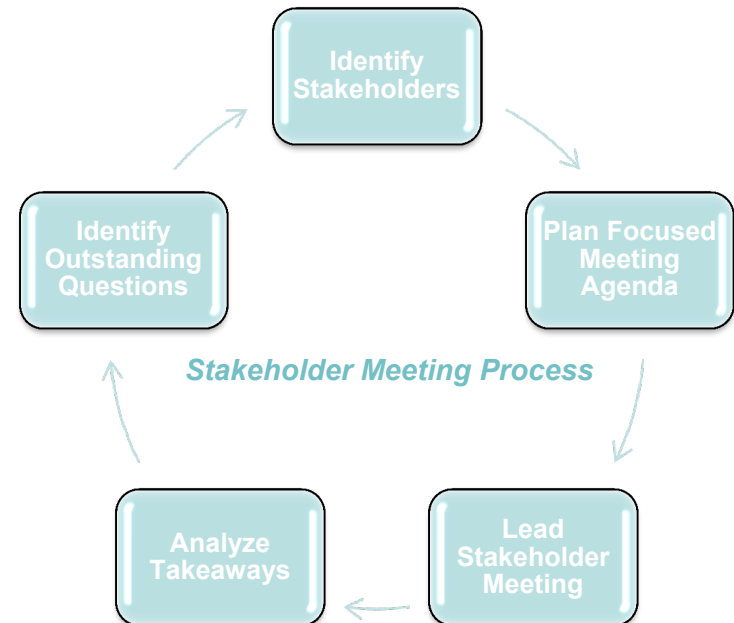 Identify
Stakeholders
Plan Focused
Meeting
Agenda
Lead
Stakeholder
Meeting
Analyze
Takeaways
Identify
Outstanding
Questions
Stakeholder Meeting Process